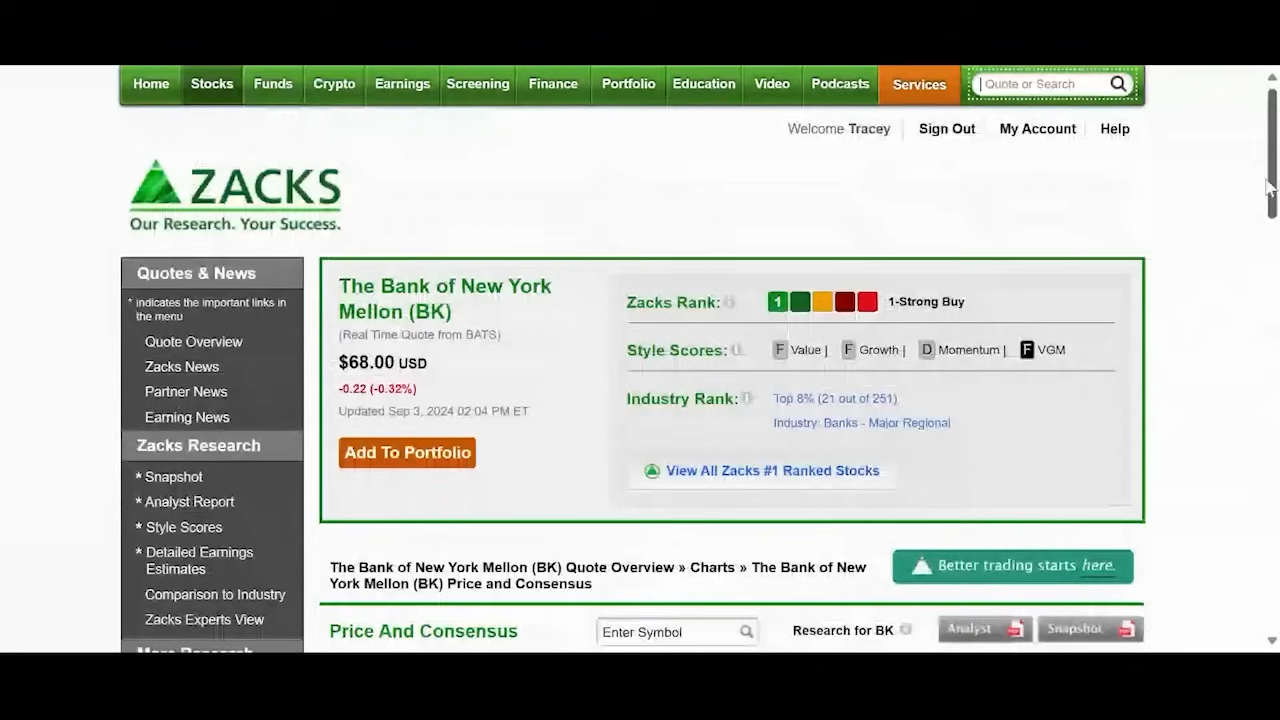 Home Stocks Funds Crypto Earnings Screening Finance Portfolio Education Video Podcasts Services Quote or Search
Welcome Tracey Sign Out My Account Help
ZACKS
Our Research. Your Success.
Quotes & News
* indicates the important links in
the menu
Quote Overview
Zacks News
Partner News
Earning News
Zacks Research
* Snapshot
* Analyst Report
* Style Scores
* Detailed Earnings
Estimates
Comparison to Industry
Zacks Experts View
More Research
The Bank of New York
Mellon (BK)
(Real Time Quote from BATS)
$68.00 USD
-0.22 (-0.32%)
Updated Sep 3, 2024 02:04 PM ET
Add To Portfolio
Zacks Rank: 1 1-Strong Buy
Style Scores: F Value | F Growth | D Momentum | F VGM
Industry Rank: Top 8% (21 out of 251)
Industry: Banks - Major Regional
View All Zacks #1 Ranked Stocks
The Bank of New York Mellon (BK) Quote Overview » Charts » The Bank of New
York Mellon (BK) Price and Consensus
Better trading starts here.
Price And Consensus
Enter Symbol
Research for BK
Analyst
Snapshot